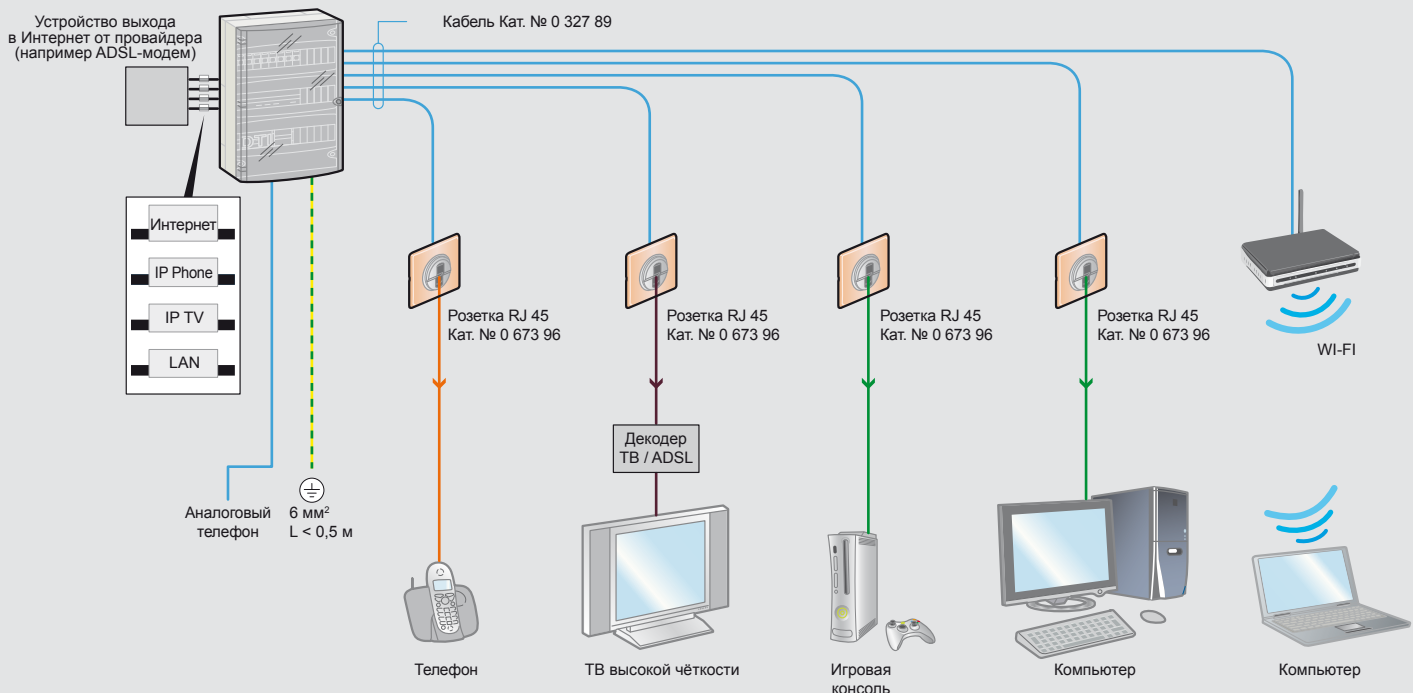 Устройство выхода
в Интернет от провайдера
(например ADSL-модем)
Кабель Кат. № 0 327 89
Интернет
IP Phone
IP TV
LAN
Розетка RJ 45
Кат. № 0 673 96
Розетка RJ 45
Кат. № 0 673 96
Розетка RJ 45
Кат. № 0 673 96
Розетка RJ 45
Кат. № 0 673 96
WI-FI
Декодер
ТВ / ADSL
Аналоговый
телефон
6 мм²
L < 0,5 м
Телефон
ТВ высокой чёткости
Игровая
консоль
Компьютер
Компьютер